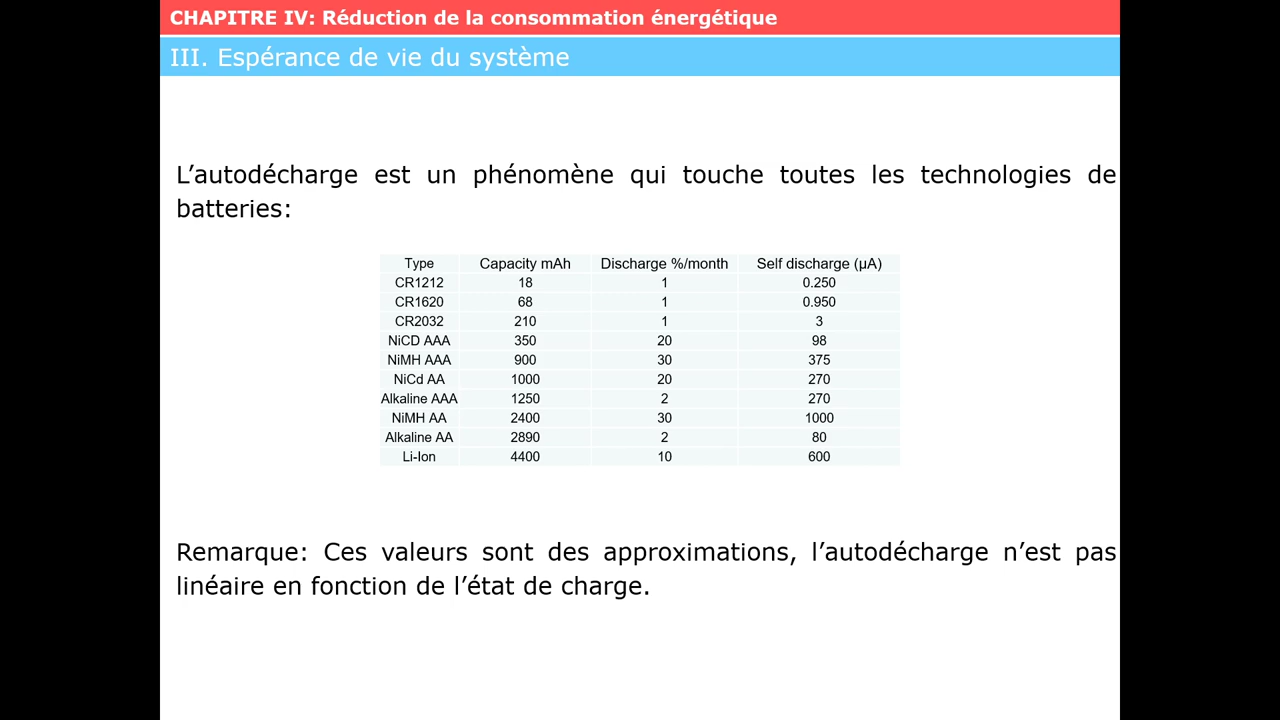 CHAPITRE IV: Réduction de la consommation énergétique
III. Espérance de vie du système
L’autodécharge est un phénomène qui touche toutes les technologies de
batteries:
Type Capacity mAh Discharge %/month Self discharge (µA)
CR1212 18 1 0.250
CR1620 68 1 0.950
CR2032 210 1 3
NiCD AAA 350 20 98
NiMH AAA 900 30 375
NiCd AA 1000 20 270
Alkaline AAA 1250 2 270
NiMH AA 2400 30 1000
Alkaline AA 2890 2 80
Li-Ion 4400 10 600
Remarque: Ces valeurs sont des approximations, l’autodécharge n’est pas
linéaire en fonction de l’état de charge.